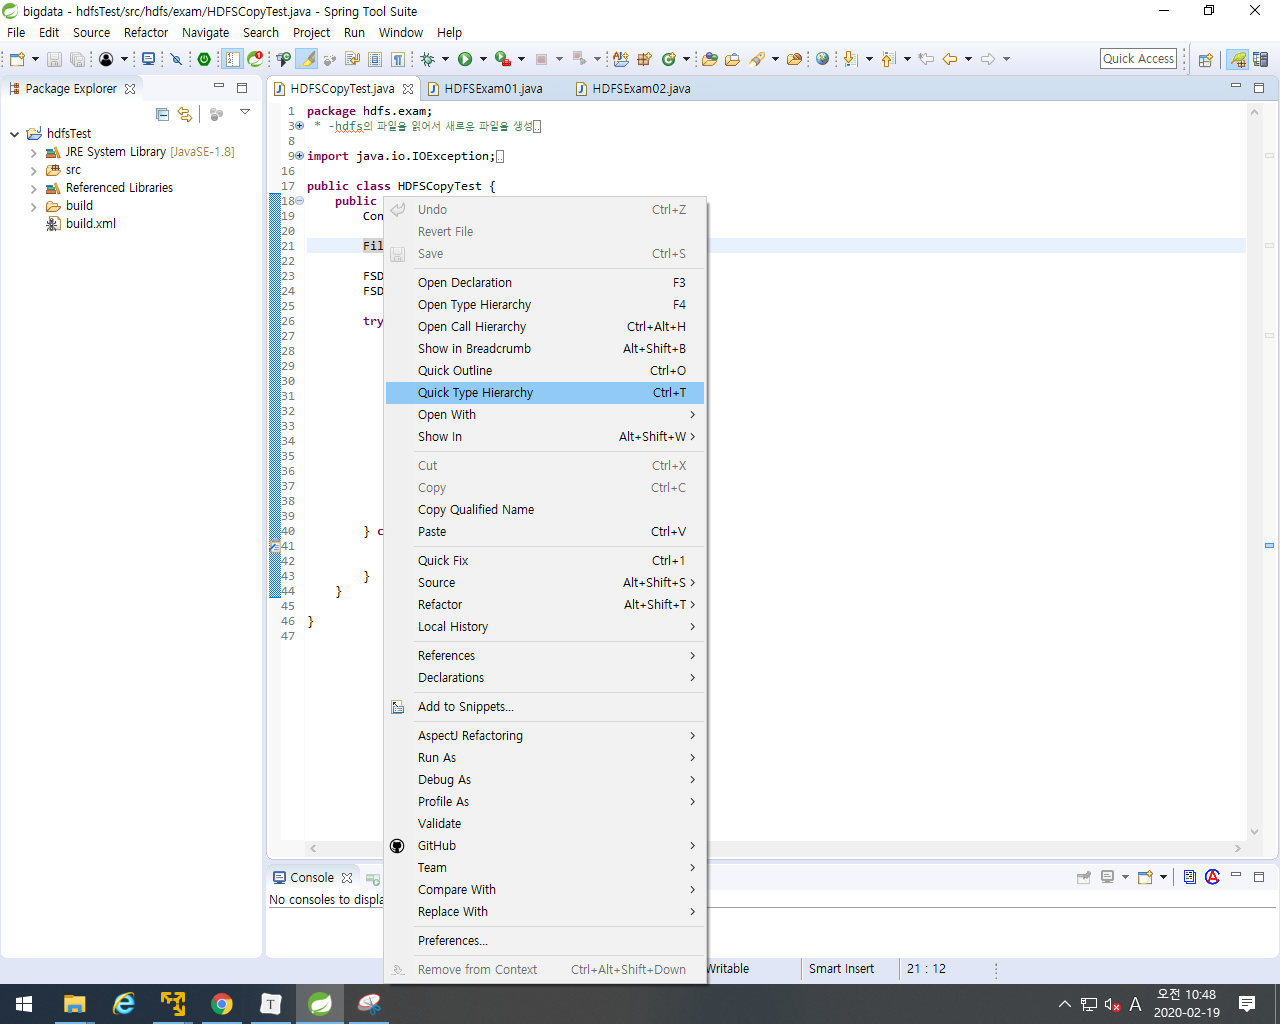 bigdata - hdfsTest/src/hdfs/exam/HDFSCopyTest.java - Spring Tool Suite
File Edit Source Refactor Navigate Search Project Run Window Help
Quick Access
Package Explorer
HDFSCopyTest.java HDFSExam01.java HDFSExam02.java
hdfsTest
JRE System Library [JavaSE-1.8]
src
Referenced Libraries
build
build.xml
1 package hdfs.exam;
3 * -hdfs의 파일을 읽어서 새로운 파일을 생성..
8
9 import java.io.IOException;
16
17 public class HDFSCopyTest {
18 public
19 Con
20
21 Fil
22
23 FSD
24 FSD
25
26 try
27
28
29
30
31
32
33
34
35
36
37
38
39
40 } c
41
42
43 }
44 }
45
46 }
47
Undo Ctrl+Z
Revert File
Save Ctrl+S
Open Declaration F3
Open Type Hierarchy F4
Open Call Hierarchy Ctrl+Alt+H
Show in Breadcrumb Alt+Shift+B
Quick Outline Ctrl+O
Quick Type Hierarchy Ctrl+T
Open With
Show In Alt+Shift+W
Cut Ctrl+X
Copy Ctrl+C
Copy Qualified Name
Paste Ctrl+V
Quick Fix Ctrl+1
Source Alt+Shift+S
Refactor Alt+Shift+T
Local History
References
Declarations
Add to Snippets...
AspectJ Refactoring
Run As
Debug As
Profile As
Validate
GitHub
Team
Compare With
Replace With
Preferences...
Remove from Context Ctrl+Alt+Shift+Down
Console
No consoles to displa
Writable Smart Insert 21 : 12
A 오전 10:48
2020-02-19